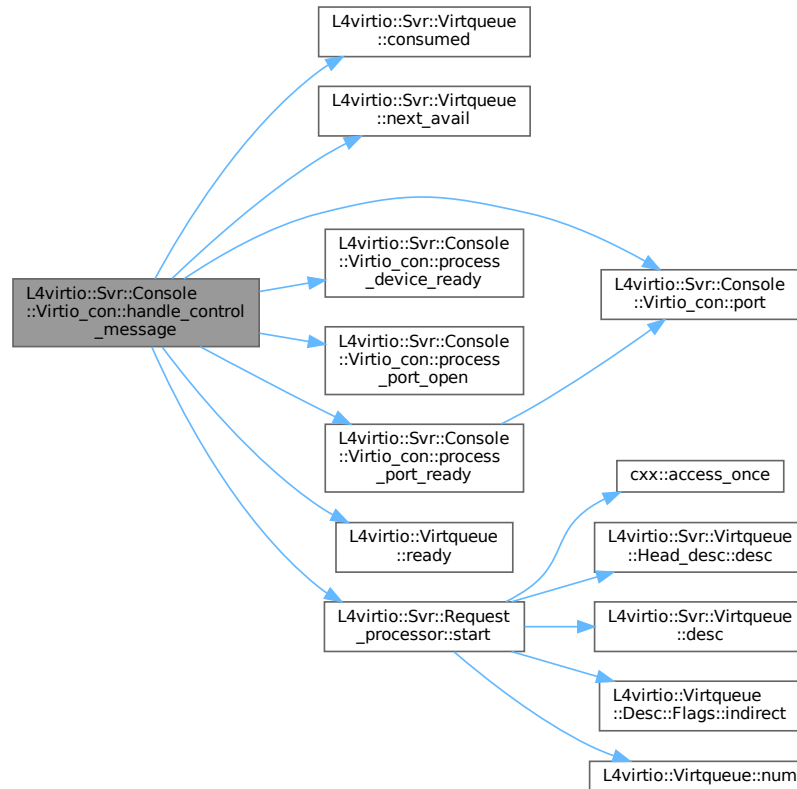 L4virtio::Svr::Virtqueue
::consumed
L4virtio::Svr::Virtqueue
::next_avail
L4virtio::Svr::Console
::Virtio_con::process
_device_ready
L4virtio::Svr::Console
::Virtio_con::port
L4virtio::Svr::Console
::Virtio_con::handle_control
_message
L4virtio::Svr::Console
::Virtio_con::process
_port_open
L4virtio::Svr::Console
::Virtio_con::process
_port_ready
cxx::access_once
L4virtio::Virtqueue
::ready
L4virtio::Svr::Virtqueue
::Head_desc::desc
L4virtio::Svr::Request
_processor::start
L4virtio::Svr::Virtqueue
::desc
L4virtio::Virtqueue
::Desc::Flags::indirect
L4virtio::Virtqueue::num